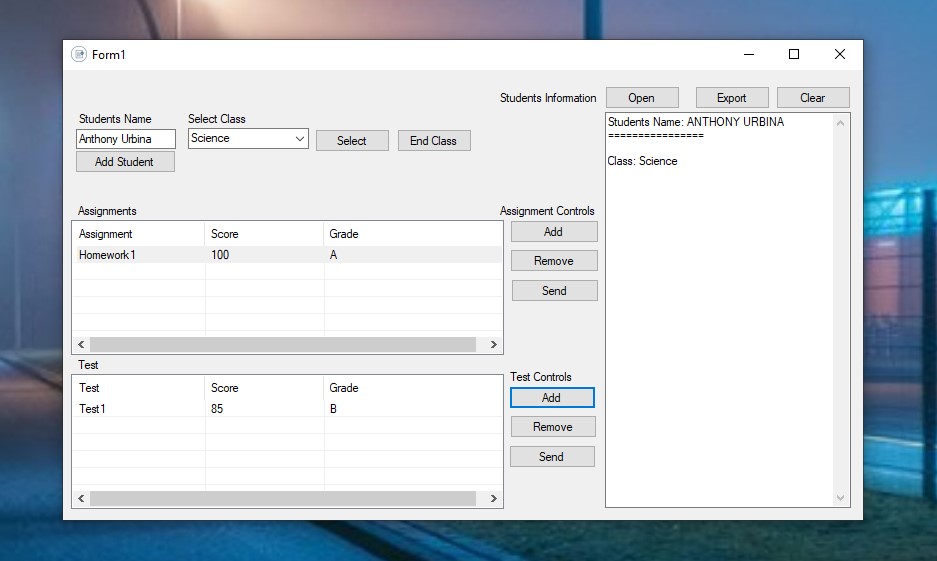 Form1
Students Information Open Export Clear
Students Name Select Class
Anthony Urbina Science Select End Class
Add Student
Students Name: ANTHONY URBINA
================
Class: Science
Assignments Assignment Controls
Assignment Score Grade Add
Homework1 100 A Remove
Send
Test Test Controls
Test Score Grade Add
Test1 85 B Remove
Send